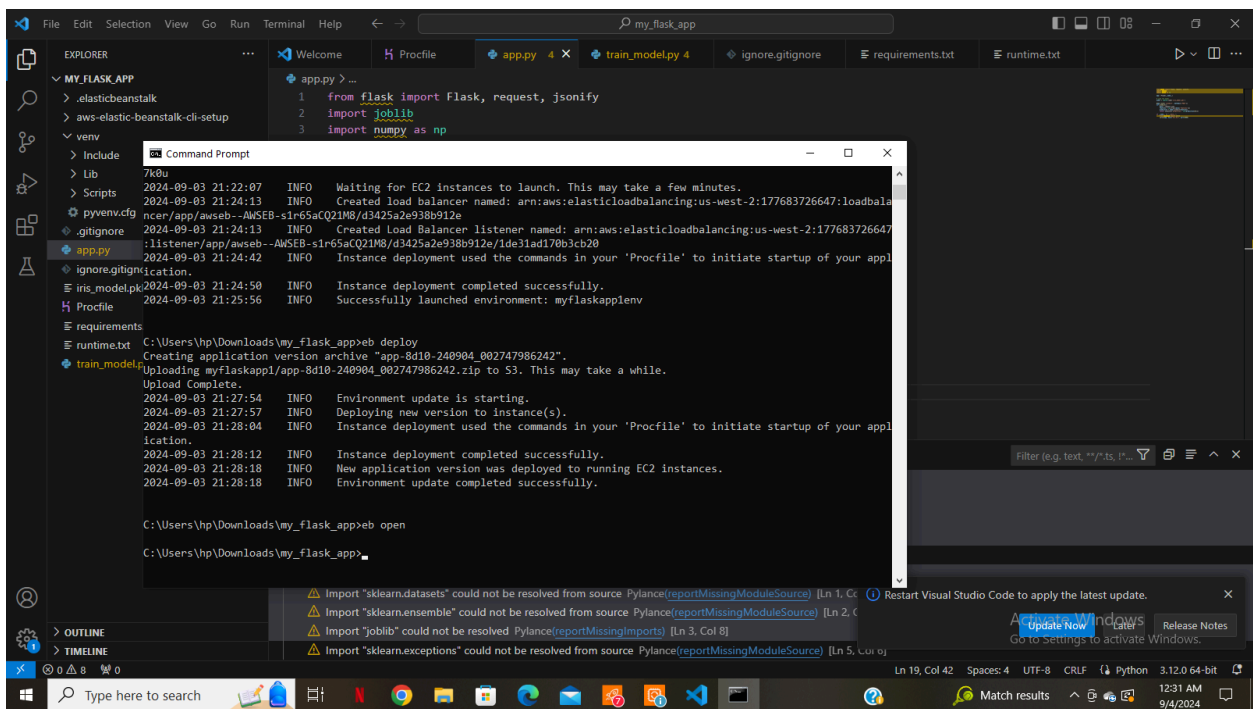 File Edit Selection View Go Run Terminal Help
my_flask_app
EXPLORER
Welcome
Procfile
app.py 4
train_model.py 4
ignore.gitignore
requirements.txt
runtime.txt
MY_FLASK_APP
.elasticbeanstalk
aws-elastic-beanstalk-cli-setup
venv
Include
Lib
Scripts
pyvenv.cfg
.gitignore
app.py
ignore.gitign
iris_model.pk
Procfile
requirements
runtime.txt
train_model.p
OUTLINE
TIMELINE
app.py > ...
1 from flask import Flask, request, jsonify
2 import joblib
3 import numpy as np
Command Prompt
7k0u
2024-09-03 21:22:07 INFO Waiting for EC2 instances to launch. This may take a few minutes.
2024-09-03 21:24:13 INFO Created load balancer named: arn:aws:elasticloadbalancing:us-west-2:177683726647:loadbala
ncer/app/awseb--AWSEB-s1r65aCQ21M8/d3425a2e938b912e
2024-09-03 21:24:13 INFO Created Load Balancer listener named: arn:aws:elasticloadbalancing:us-west-2:177683726647
:listener/app/awseb--AWSEB-s1r65aCQ21M8/d3425a2e938b912e/1de31ad170b3cb20
2024-09-03 21:24:42 INFO Instance deployment used the commands in your 'Procfile' to initiate startup of your appl
ication.
2024-09-03 21:24:50 INFO Instance deployment completed successfully.
2024-09-03 21:25:56 INFO Successfully launched environment: myflaskapp1env
C:\Users\hp\Downloads\my_flask_app>eb deploy
Creating application version archive "app-8d10-240904_002747986242".
Uploading myflaskapp1/app-8d10-240904_002747986242.zip to S3. This may take a while.
Upload Complete.
2024-09-03 21:27:54 INFO Environment update is starting.
2024-09-03 21:27:57 INFO Deploying new version to instance(s).
2024-09-03 21:28:04 INFO Instance deployment used the commands in your 'Procfile' to initiate startup of your appl
ication.
2024-09-03 21:28:12 INFO Instance deployment completed successfully.
2024-09-03 21:28:18 INFO New application version was deployed to running EC2 instances.
2024-09-03 21:28:18 INFO Environment update completed successfully.
C:\Users\hp\Downloads\my_flask_app>eb open
C:\Users\hp\Downloads\my_flask_app>
Filter (e.g. text, **/*.ts, !*...
Import "sklearn.datasets" could not be resolved from source Pylance(reportMissingModuleSource) [Ln 1, Co
Import "sklearn.ensemble" could not be resolved from source Pylance(reportMissingModuleSource) [Ln 2, C
Import "joblib" could not be resolved Pylance(reportMissingImports) [Ln 3, Col 8]
Import "sklearn.exceptions" could not be resolved from source Pylance(reportMissingModuleSource) [Ln 5, Col 6]
Restart Visual Studio Code to apply the latest update.
Update Now
Later
Release Notes
Activate Windows
Go to Settings to activate Windows.
0 8 0
Ln 19, Col 42 Spaces: 4 UTF-8 CRLF Python 3.12.0 64-bit
Type here to search
Match results
12:31 AM
9/4/2024